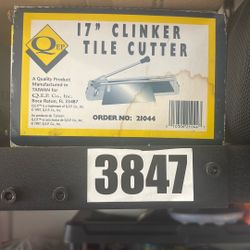 17" CLINKER
TILE CUTTER
Q.E.P.
A Quality Product
Manufactured in
TAIWAN for
Q.E.P. Co., Inc.
Boca Raton, FL 33487
ORDER NO: 21044
3847